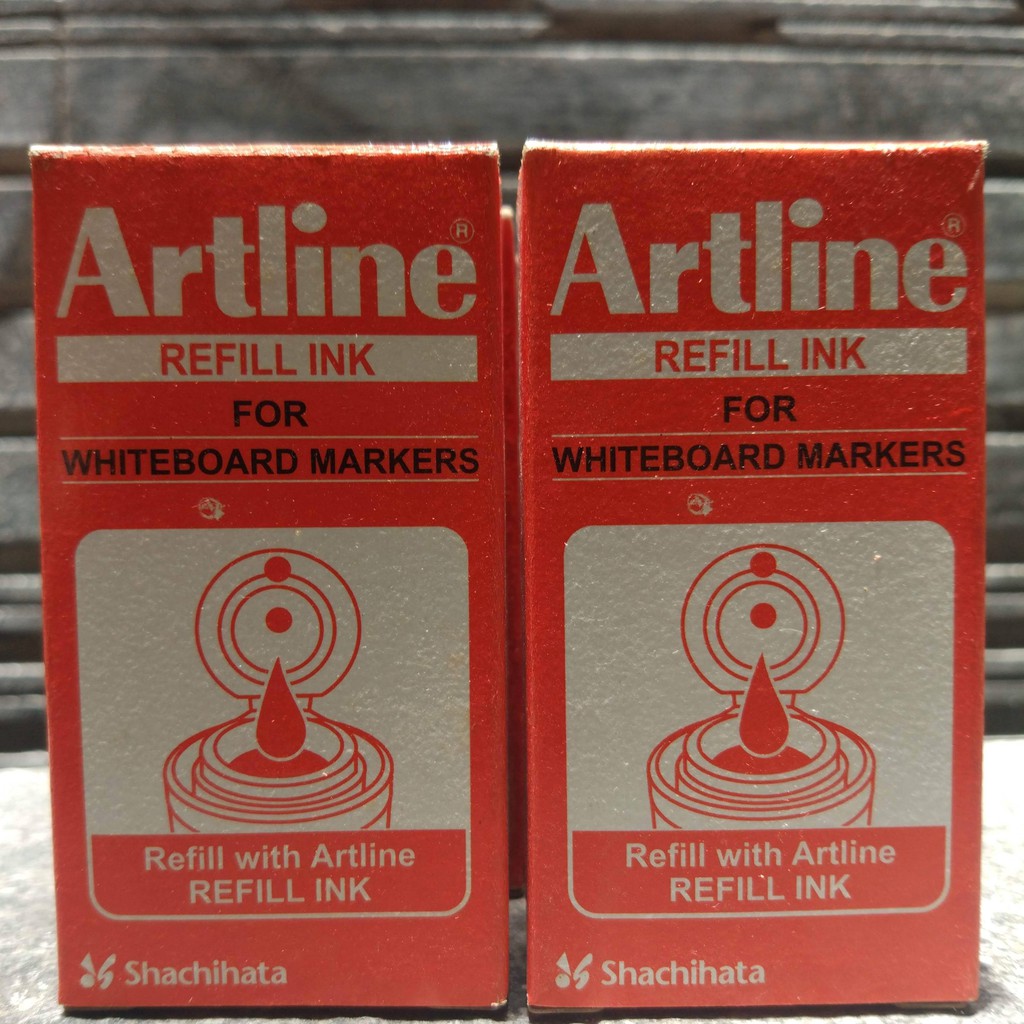 Artline®
REFILL INK
FOR
WHITEBOARD MARKERS
Refill with Artline
REFILL INK
Shachihata
Artline®
REFILL INK
FOR
WHITEBOARD MARKERS
Refill with Artline
REFILL INK
Shachihata